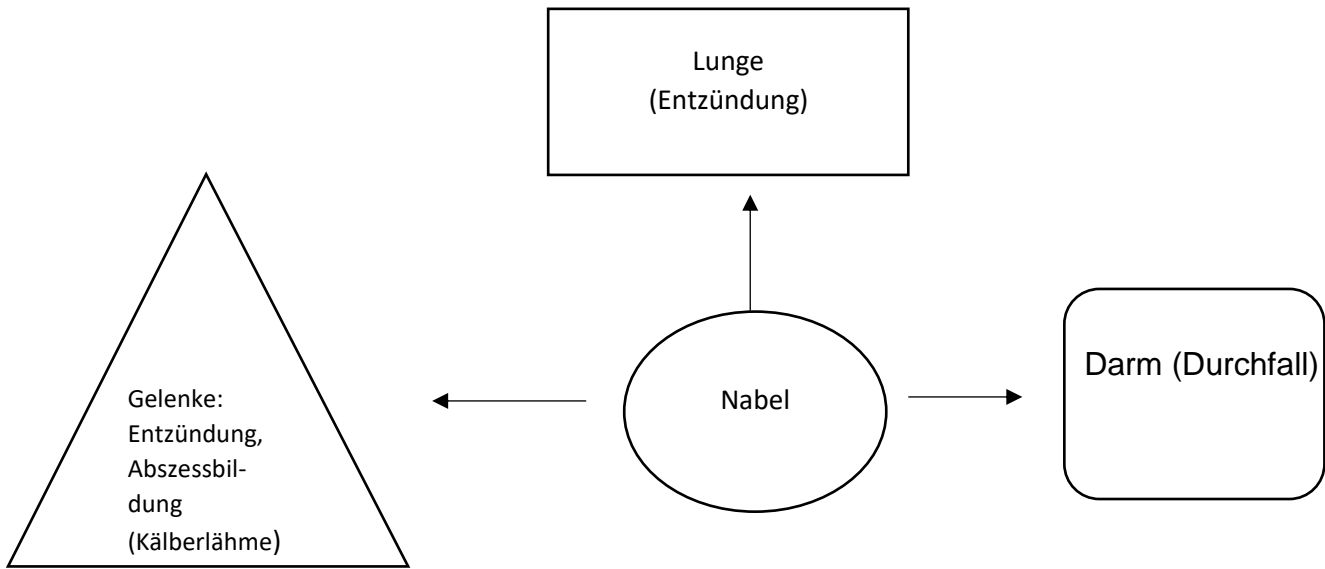 Lunge
(Entzündung)
Gelenke:
Entzündung,
Abszessbil-
dung
(Kälberlähme)
Nabel
Darm (Durchfall)